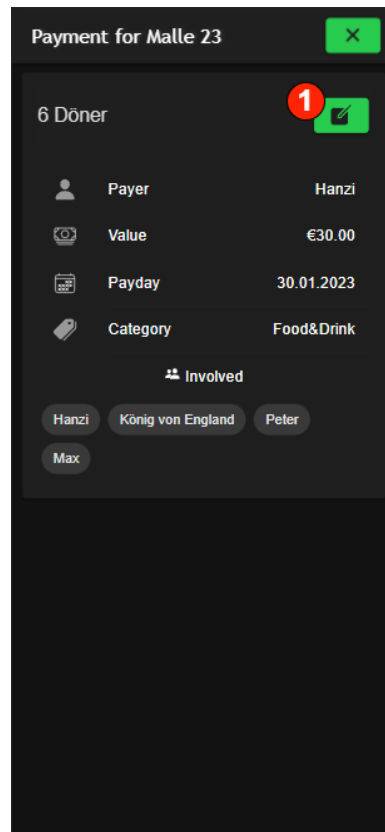 Payment for Malle 23
6 Döner
1
Payer Hanzi
Value €30.00
Payday 30.01.2023
Category Food&Drink
Involved
Hanzi König von England Peter
Max